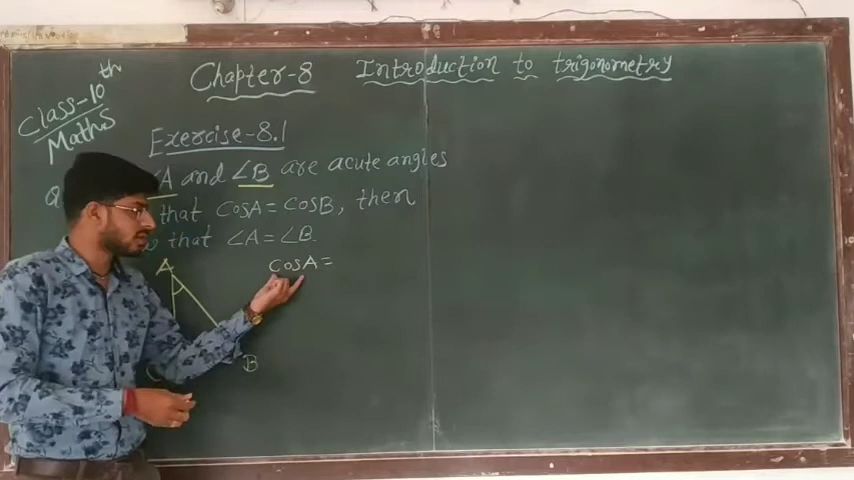 Chapter-8 Introduction to trigonometry
Class-10th
Maths
Exercise-8.1
Q ∠A and ∠B are acute angles
that CosA = CosB, then
that ∠A = ∠B.
A
CosA =
B
C